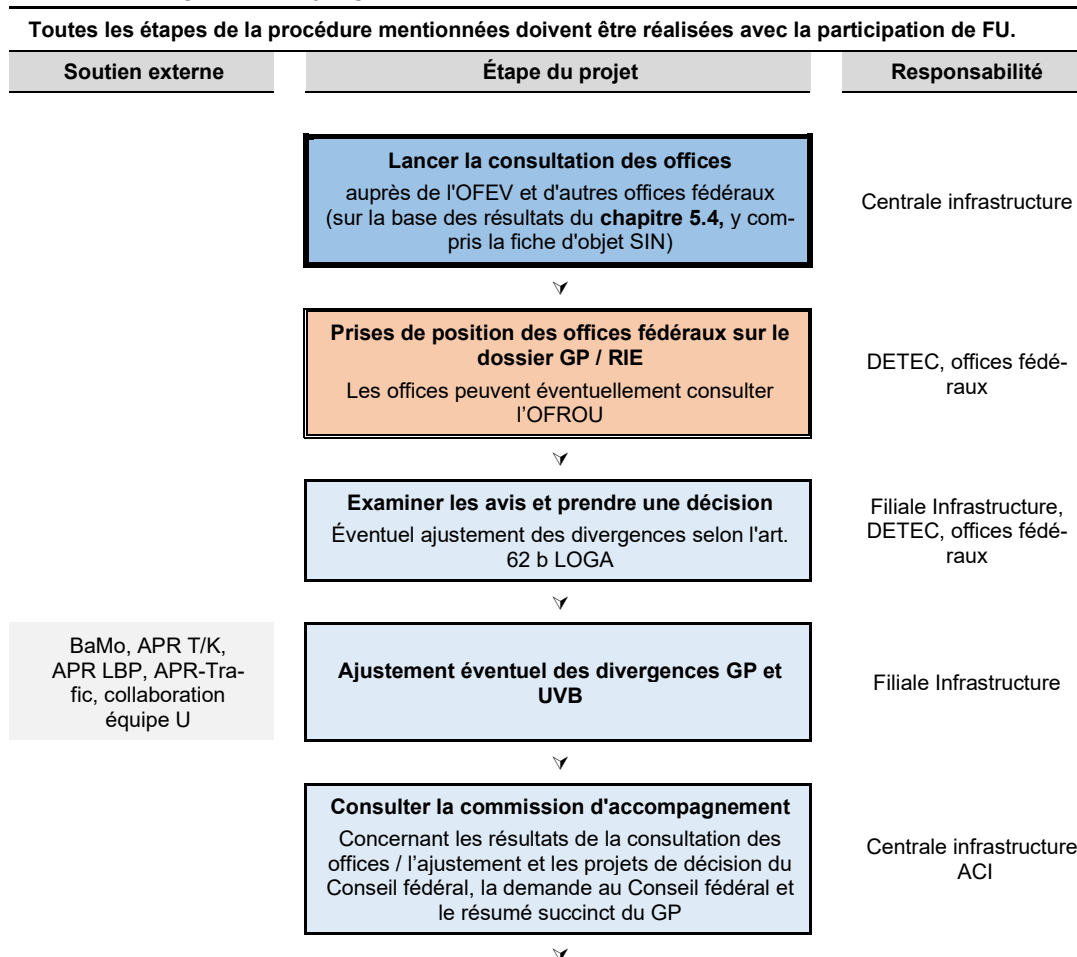 Toutes les étapes de la procédure mentionnées doivent être réalisées avec la participation de FU.
Soutien externe
Étape du projet
Responsabilité
Lancer la consultation des offices
auprès de l'OFEV et d'autres offices fédéraux
(sur la base des résultats du chapitre 5.4, y com-
pris la fiche d'objet SIN)
Centrale infrastructure
Prises de position des offices fédéraux sur le
dossier GP / RIE
Les offices peuvent éventuellement consulter
l'OFROU
DETEC, offices fédé-
raux
Examiner les avis et prendre une décision
Éventuel ajustement des divergences selon l'art.
62 b LOGA
Filiale Infrastructure,
DETEC, offices fédé-
raux
BaMo, APR T/K,
APR LBP, APR-Tra-
fic, collaboration
équipe U
Ajustement éventuel des divergences GP et
UVB
Filiale Infrastructure
Consulter la commission d'accompagnement
Concernant les résultats de la consultation des
offices / l'ajustement et les projets de décision du
Conseil fédéral, la demande au Conseil fédéral et
le résumé succinct du GP
Centrale infrastructure
ACI